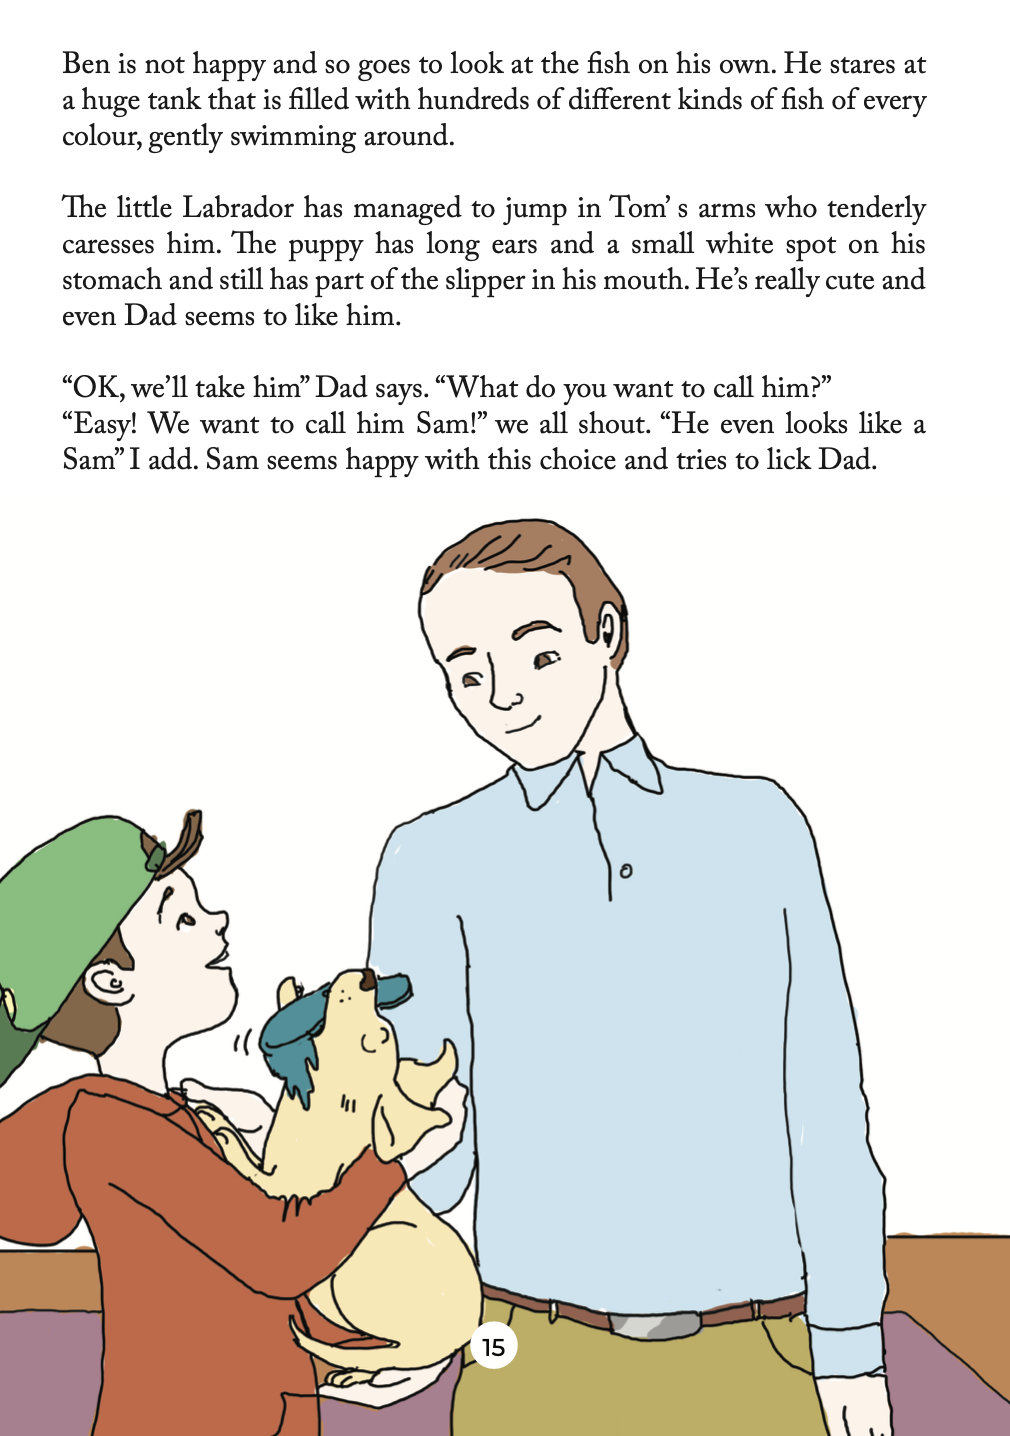 Ben is not happy and so goes to look at the fish on his own. He stares at
a huge tank that is filled with hundreds of different kinds of fish of every
colour, gently swimming around.
The little Labrador has managed to jump in Tom’ s arms who tenderly
caresses him. The puppy has long ears and a small white spot on his
stomach and still has part of the slipper in his mouth. He’s really cute and
even Dad seems to like him.
“OK, we’ll take him” Dad says. “What do you want to call him?”
“Easy! We want to call him Sam!” we all shout. “He even looks like a
Sam” I add. Sam seems happy with this choice and tries to lick Dad.
15